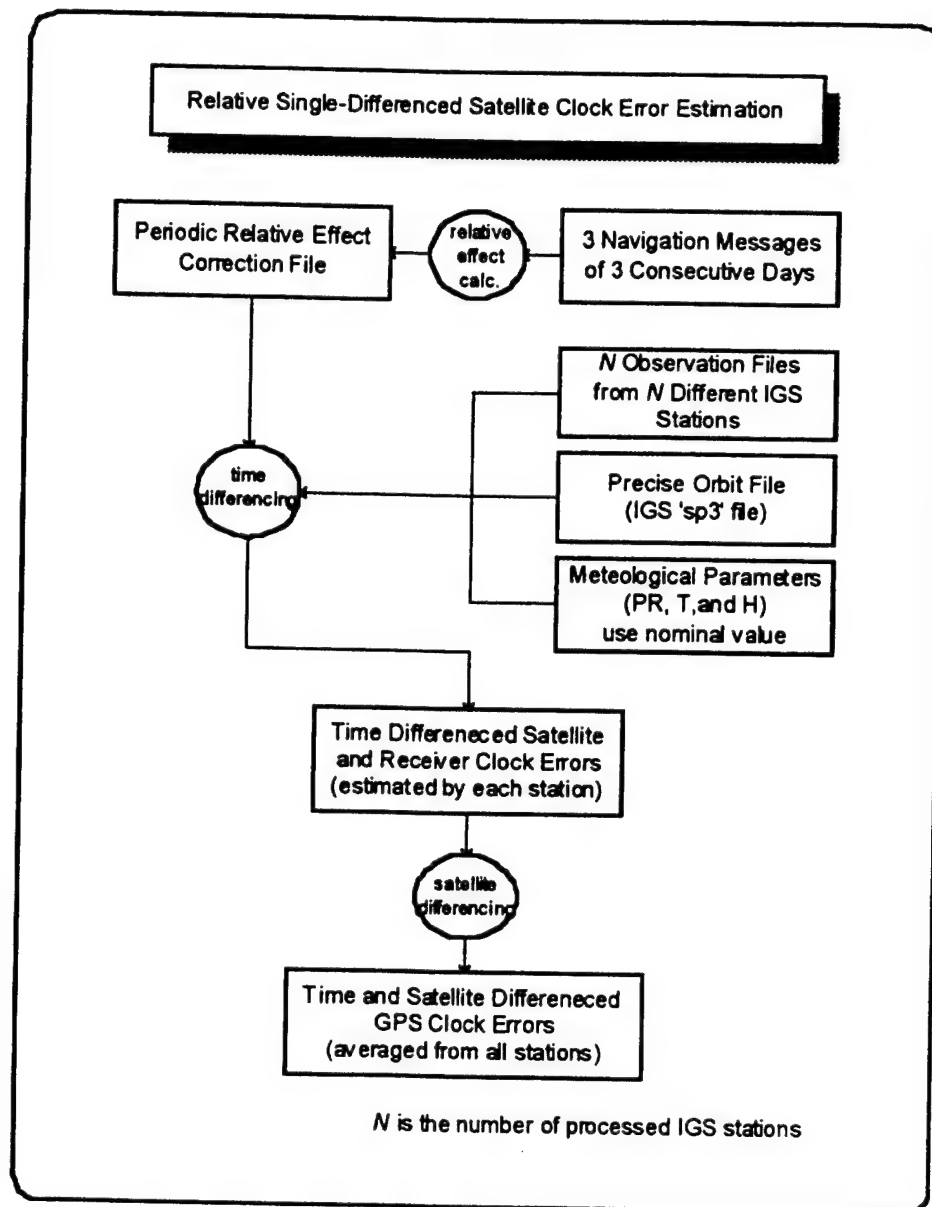 Relative Single-Differenced Satellite Clock Error Estimation
Periodic Relative Effect
Correction File
relative
effect
calc.
3 Navigation Messages
of 3 Consecutive Days
N Observation Files
from N Different IGS
Stations
time
differencing
Precise Orbit File
(IGS 'sp3' file)
Meteological Parameters
(PR, T,and H)
use nominal value
Time Differeneced Satellite
and Receiver Clock Errors
(estimated by each station)
satellite
differencing
Time and Satellite Differeneced
GPS Clock Errors
(averaged from all stations)
N is the number of processed IGS stations